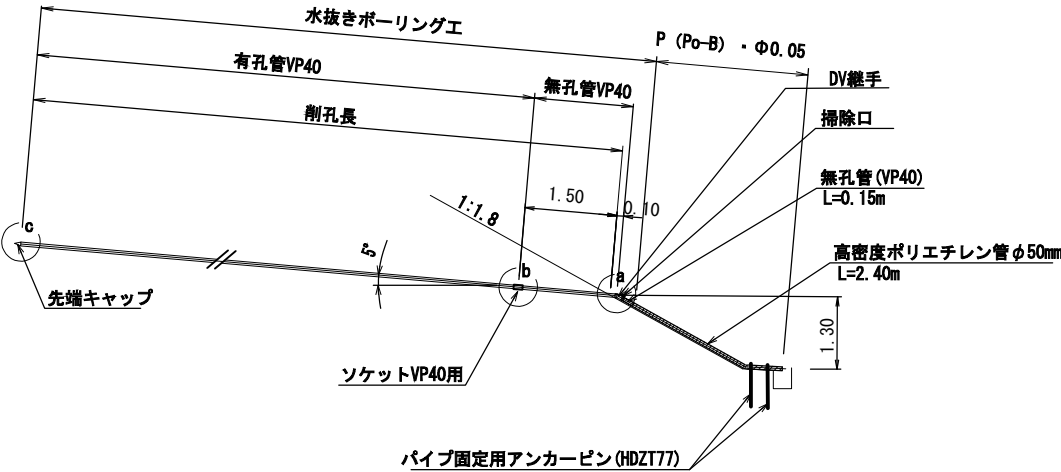 水抜きボーリング工
P (Po-B) ・ Φ0.05
有孔管VP40
無孔管VP40
DV継手
削孔長
掃除口
無孔管(VP40)
L=0.15m
1.50
0.10
1:1.8
c
5°
b
a
高密度ポリエチレン管φ50mm
L=2.40m
先端キャップ
1.30
ソケットVP40用
パイプ固定用アンカーピン(HDZT77)